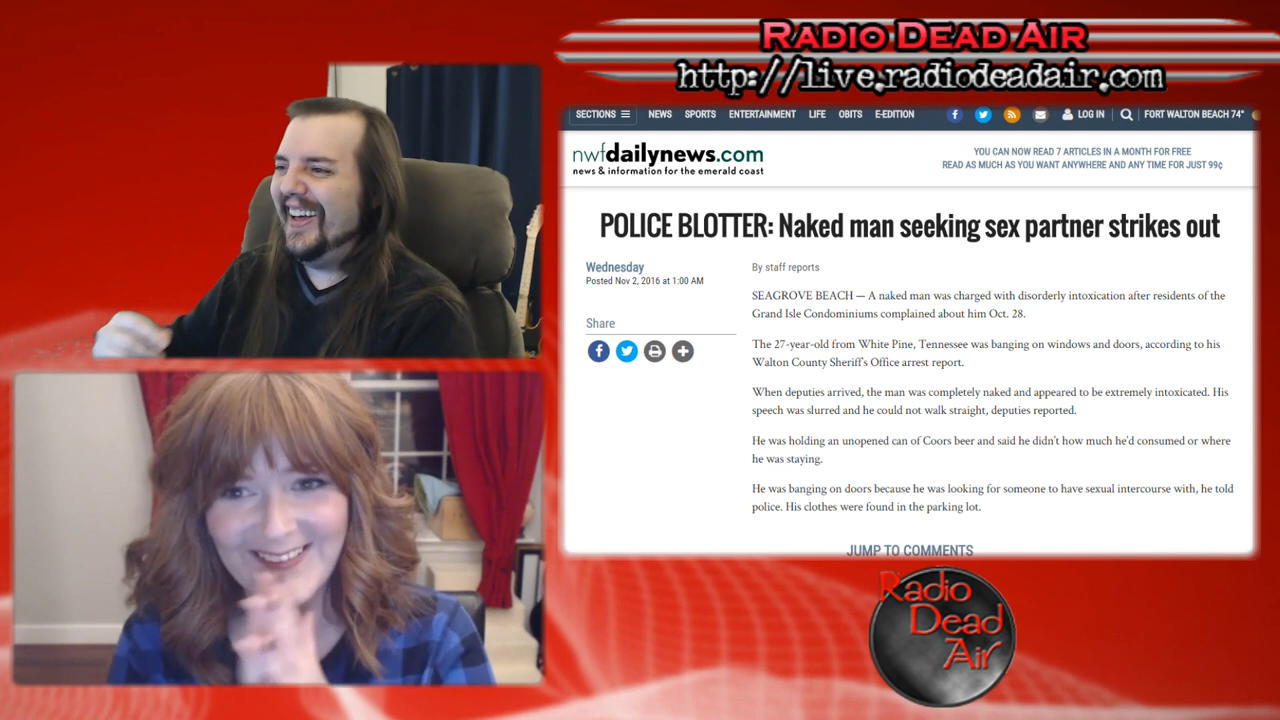 RADIO DEAD AIR
http://live.radiodeadair.com
SECTIONS NEWS SPORTS ENTERTAINMENT LIFE OBITS E-EDITION LOG IN FORT WALTON BEACH 74°
nwfdailynews.com
news & information for the emerald coast
YOU CAN NOW READ 7 ARTICLES IN A MONTH FOR FREE
READ AS MUCH AS YOU WANT ANYWHERE AND ANY TIME FOR JUST 99¢
POLICE BLOTTER: Naked man seeking sex partner strikes out
Wednesday
Posted Nov 2, 2016 at 1:00 AM
Share
By staff reports
SEAGROVE BEACH — A naked man was charged with disorderly intoxication after residents of the
Grand Isle Condominiums complained about him Oct. 28.
The 27-year-old from White Pine, Tennessee was banging on windows and doors, according to his
Walton County Sheriff's Office arrest report.
When deputies arrived, the man was completely naked and appeared to be extremely intoxicated. His
speech was slurred and he could not walk straight, deputies reported.
He was holding an unopened can of Coors beer and said he didn't how much he'd consumed or where
he was staying.
He was banging on doors because he was looking for someone to have sexual intercourse with, he told
police. His clothes were found in the parking lot.
JUMP TO COMMENTS
Radio
Dead
Air